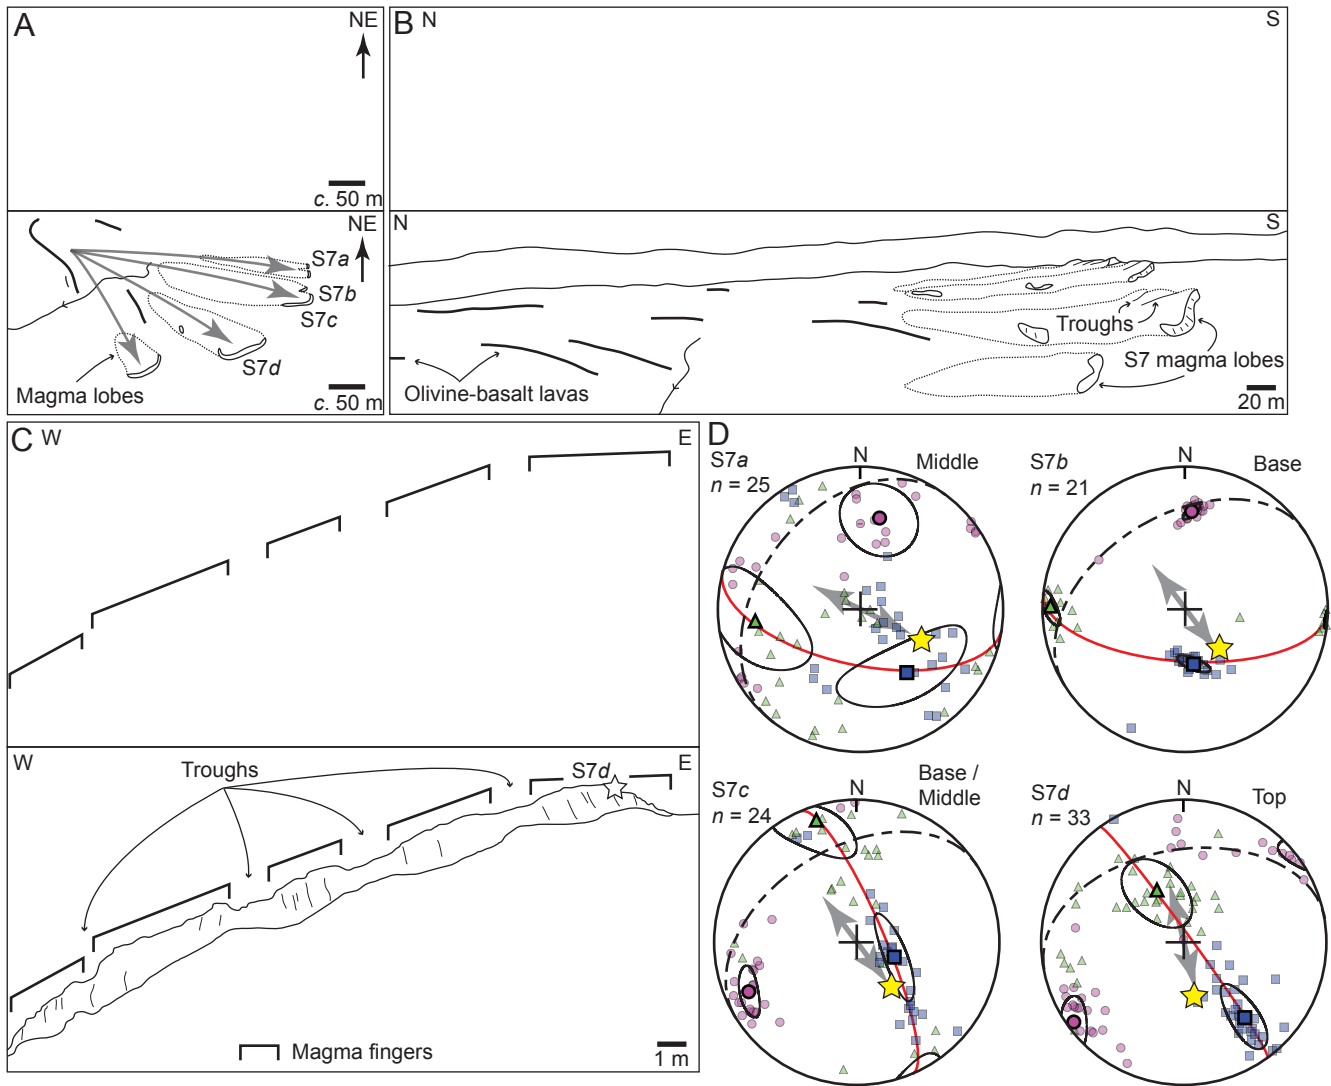 A
NE
c. 50 m
B N
S
NE
S7a
S7b
S7c
S7d
Magma lobes
c. 50 m
N
S
Troughs
S7 magma lobes
Olivine-basalt lavas
20 m
C W
E
W
E
Troughs
S7d
Magma fingers
1 m
D
S7a
n = 25
N
Middle
S7b
n = 21
N
Base
S7c
n = 24
N
Base /
Middle
S7d
n = 33
N
Top